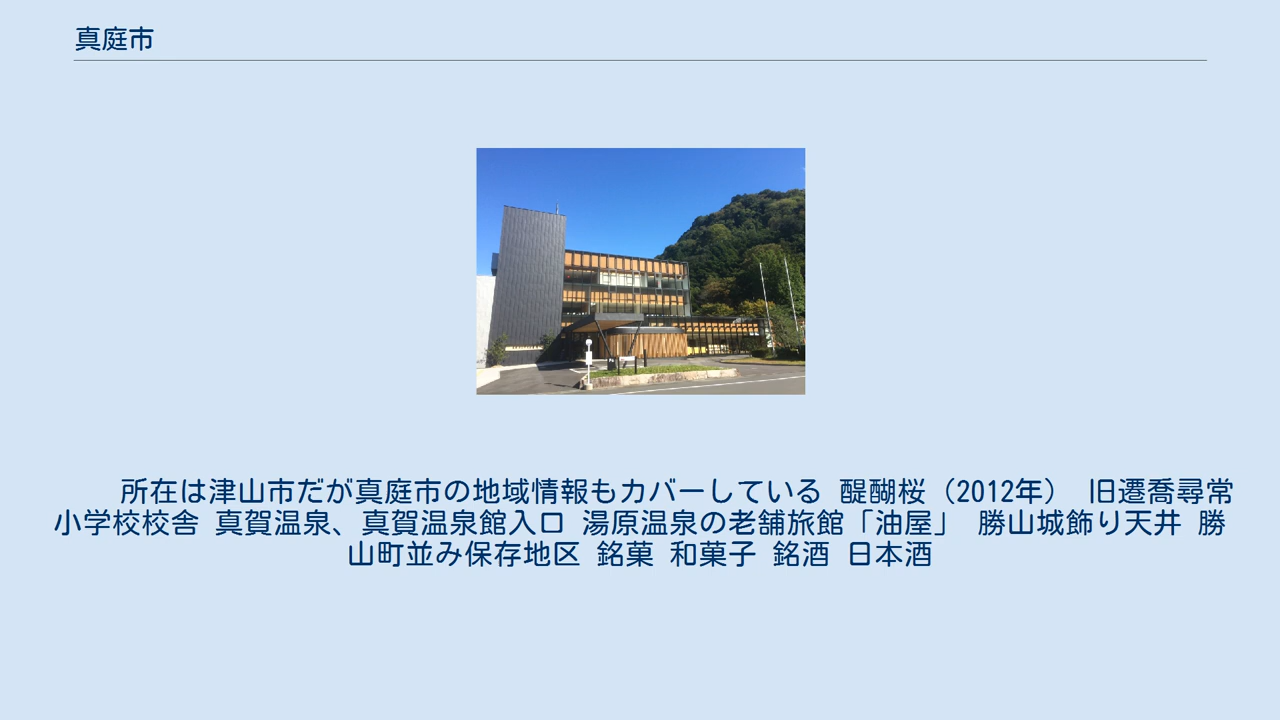 真庭市
所在は津山市だが真庭市の地域情報もカバーしている 醍醐桜（2012年） 旧遷喬尋常
小学校校舎 真賀温泉、真賀温泉館入口 湯原温泉の老舗旅館「油屋」 勝山城飾り天井 勝
山町並み保存地区 銘菓 和菓子 銘酒 日本酒